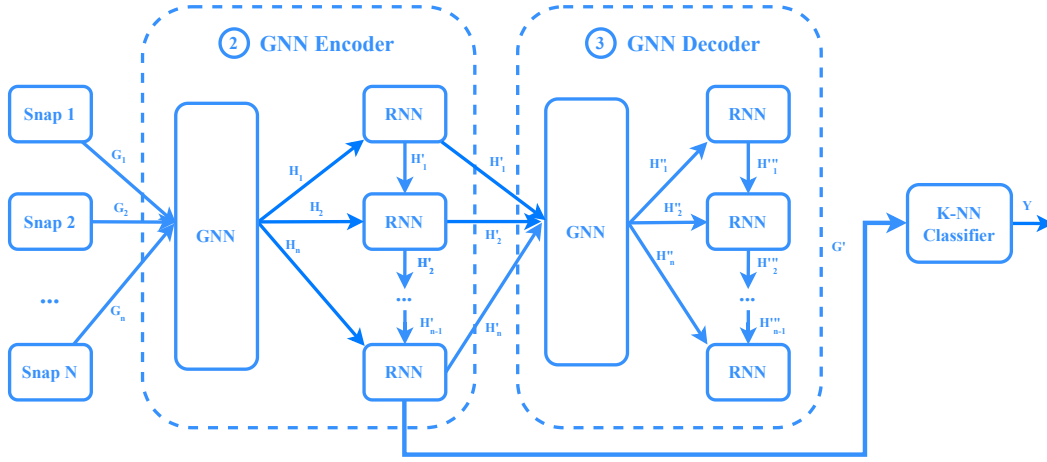 2 GNN Encoder
3 GNN Decoder
Snap 1
Snap 2
...
Snap N
G1
G2
Gn
GNN
H1
H2
Hn
RNN
H'1
RNN
H'2
...
H'n-1
RNN
H'1
H'2
H'n
GNN
H''1
H''2
H''n
RNN
H'''1
RNN
H'''2
...
H'''n-1
RNN
G'
K-NN
Classifier
Y